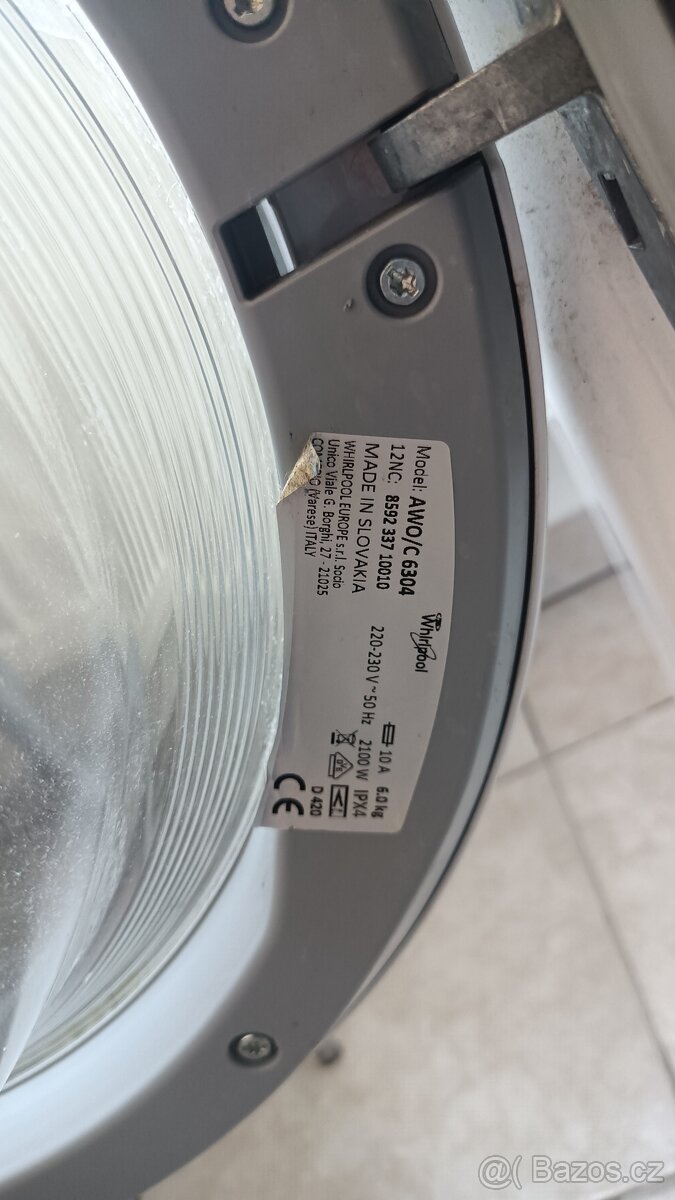 Model: AWO/C 6304
12NC: 8592 337 10010
MADE IN SLOVAKIA
WHIRLPOOL EUROPE s.r.l. Socio
Unico Viale G. Borghi, 27 - 21025
(Varese) ITALY
Whirlpool
10 A 6.0 kg
220-230 V ~ 50 Hz 2100 W IPX4
D 420
CE
@( Bazos.cz